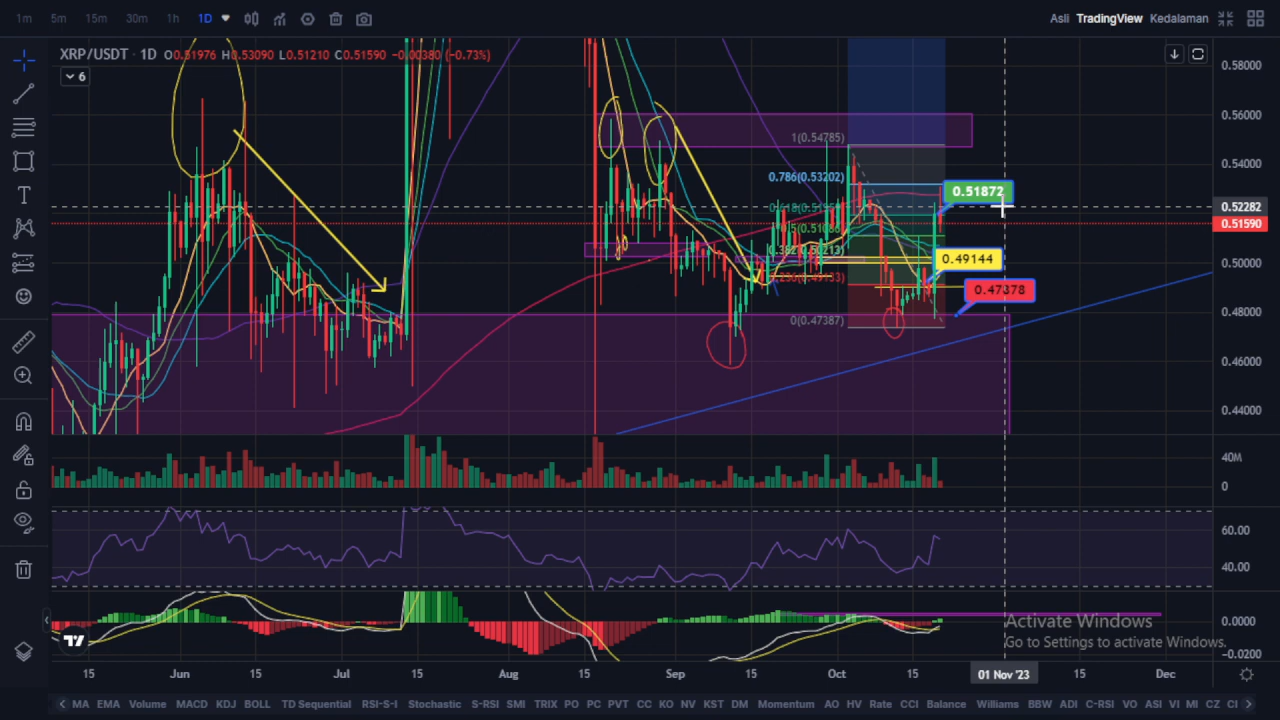 1m 5m 15m 30m 1h 1D Asli TradingView Kedalaman
XRP/USDT · 1D O0.51976 H0.53090 L0.51210 C0.51590 -0.00380 (-0.73%)
6
T
1(0.54785)
0.786(0.53202)
0(0.47387)
0.51872
0.49144
0.47378
0.58000
0.56000
0.54000
0.52282
0.51590
0.50000
0.48000
0.46000
0.44000
40M
0
60.00
40.00
0.0000
-0.0200
Activate Windows
Go to Settings to activate Windows.
15 Jun 15 Jul 15 Aug Sep 15 Oct 15 01 Nov '23 15 Dec
MA EMA Volume MACD KDJ BOLL TD Sequential RSI-S-I Stochastic S-RSI SMI TRIX PO PC PVT CC KO NV KST DM Momentum AO HV Rate CCI Balance Williams BBW ADI C-RSI VO ASI VI MI CZ CI